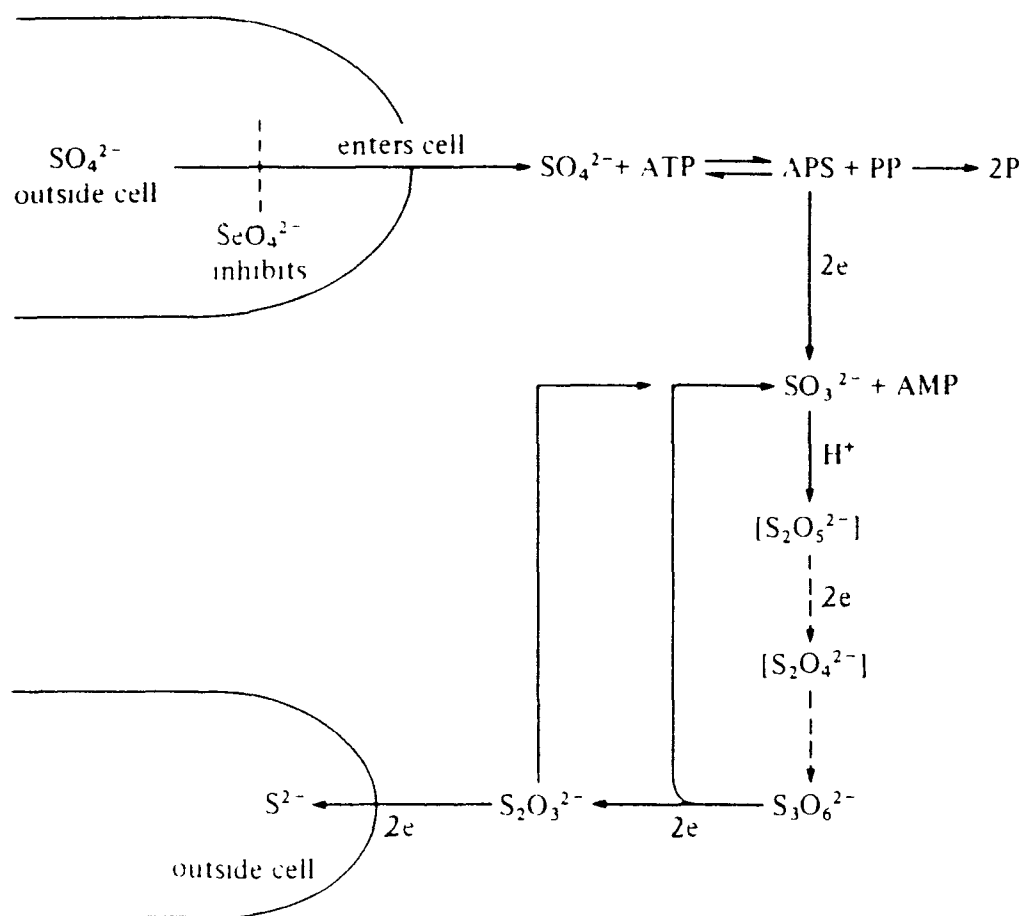 SO₄²⁻
outside cell
SeO₄²⁻
inhibits
enters cell
SO₄²⁻ + ATP ⇌ APS + PP → 2P
2e
SO₃²⁻ + AMP
H⁺
[S₂O₅²⁻]
2e
[S₂O₄²⁻]
S²⁻ ← S₂O₃²⁻ ← S₃O₆²⁻
2e 2e
outside cell